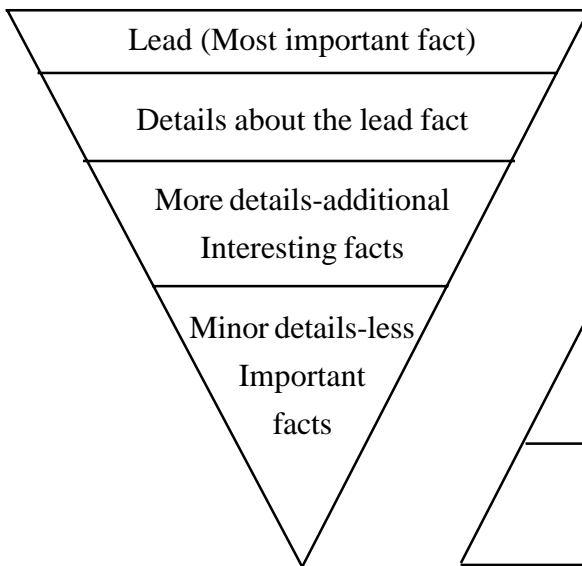 Lead (Most important fact)
Details about the lead fact
More details-additional
Interesting facts
Minor details-less
Important
facts